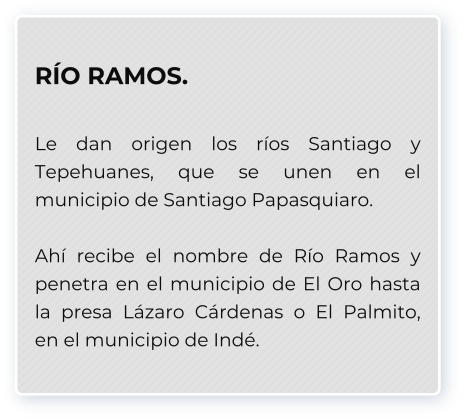 RÍO RAMOS.
Le dan origen los ríos Santiago y
Tepehuanes, que se unen en el
municipio de Santiago Papasquiaro.
Ahí recibe el nombre de Río Ramos y
penetra en el municipio de El Oro hasta
la presa Lázaro Cárdenas o El Palmito,
en el municipio de Indé.